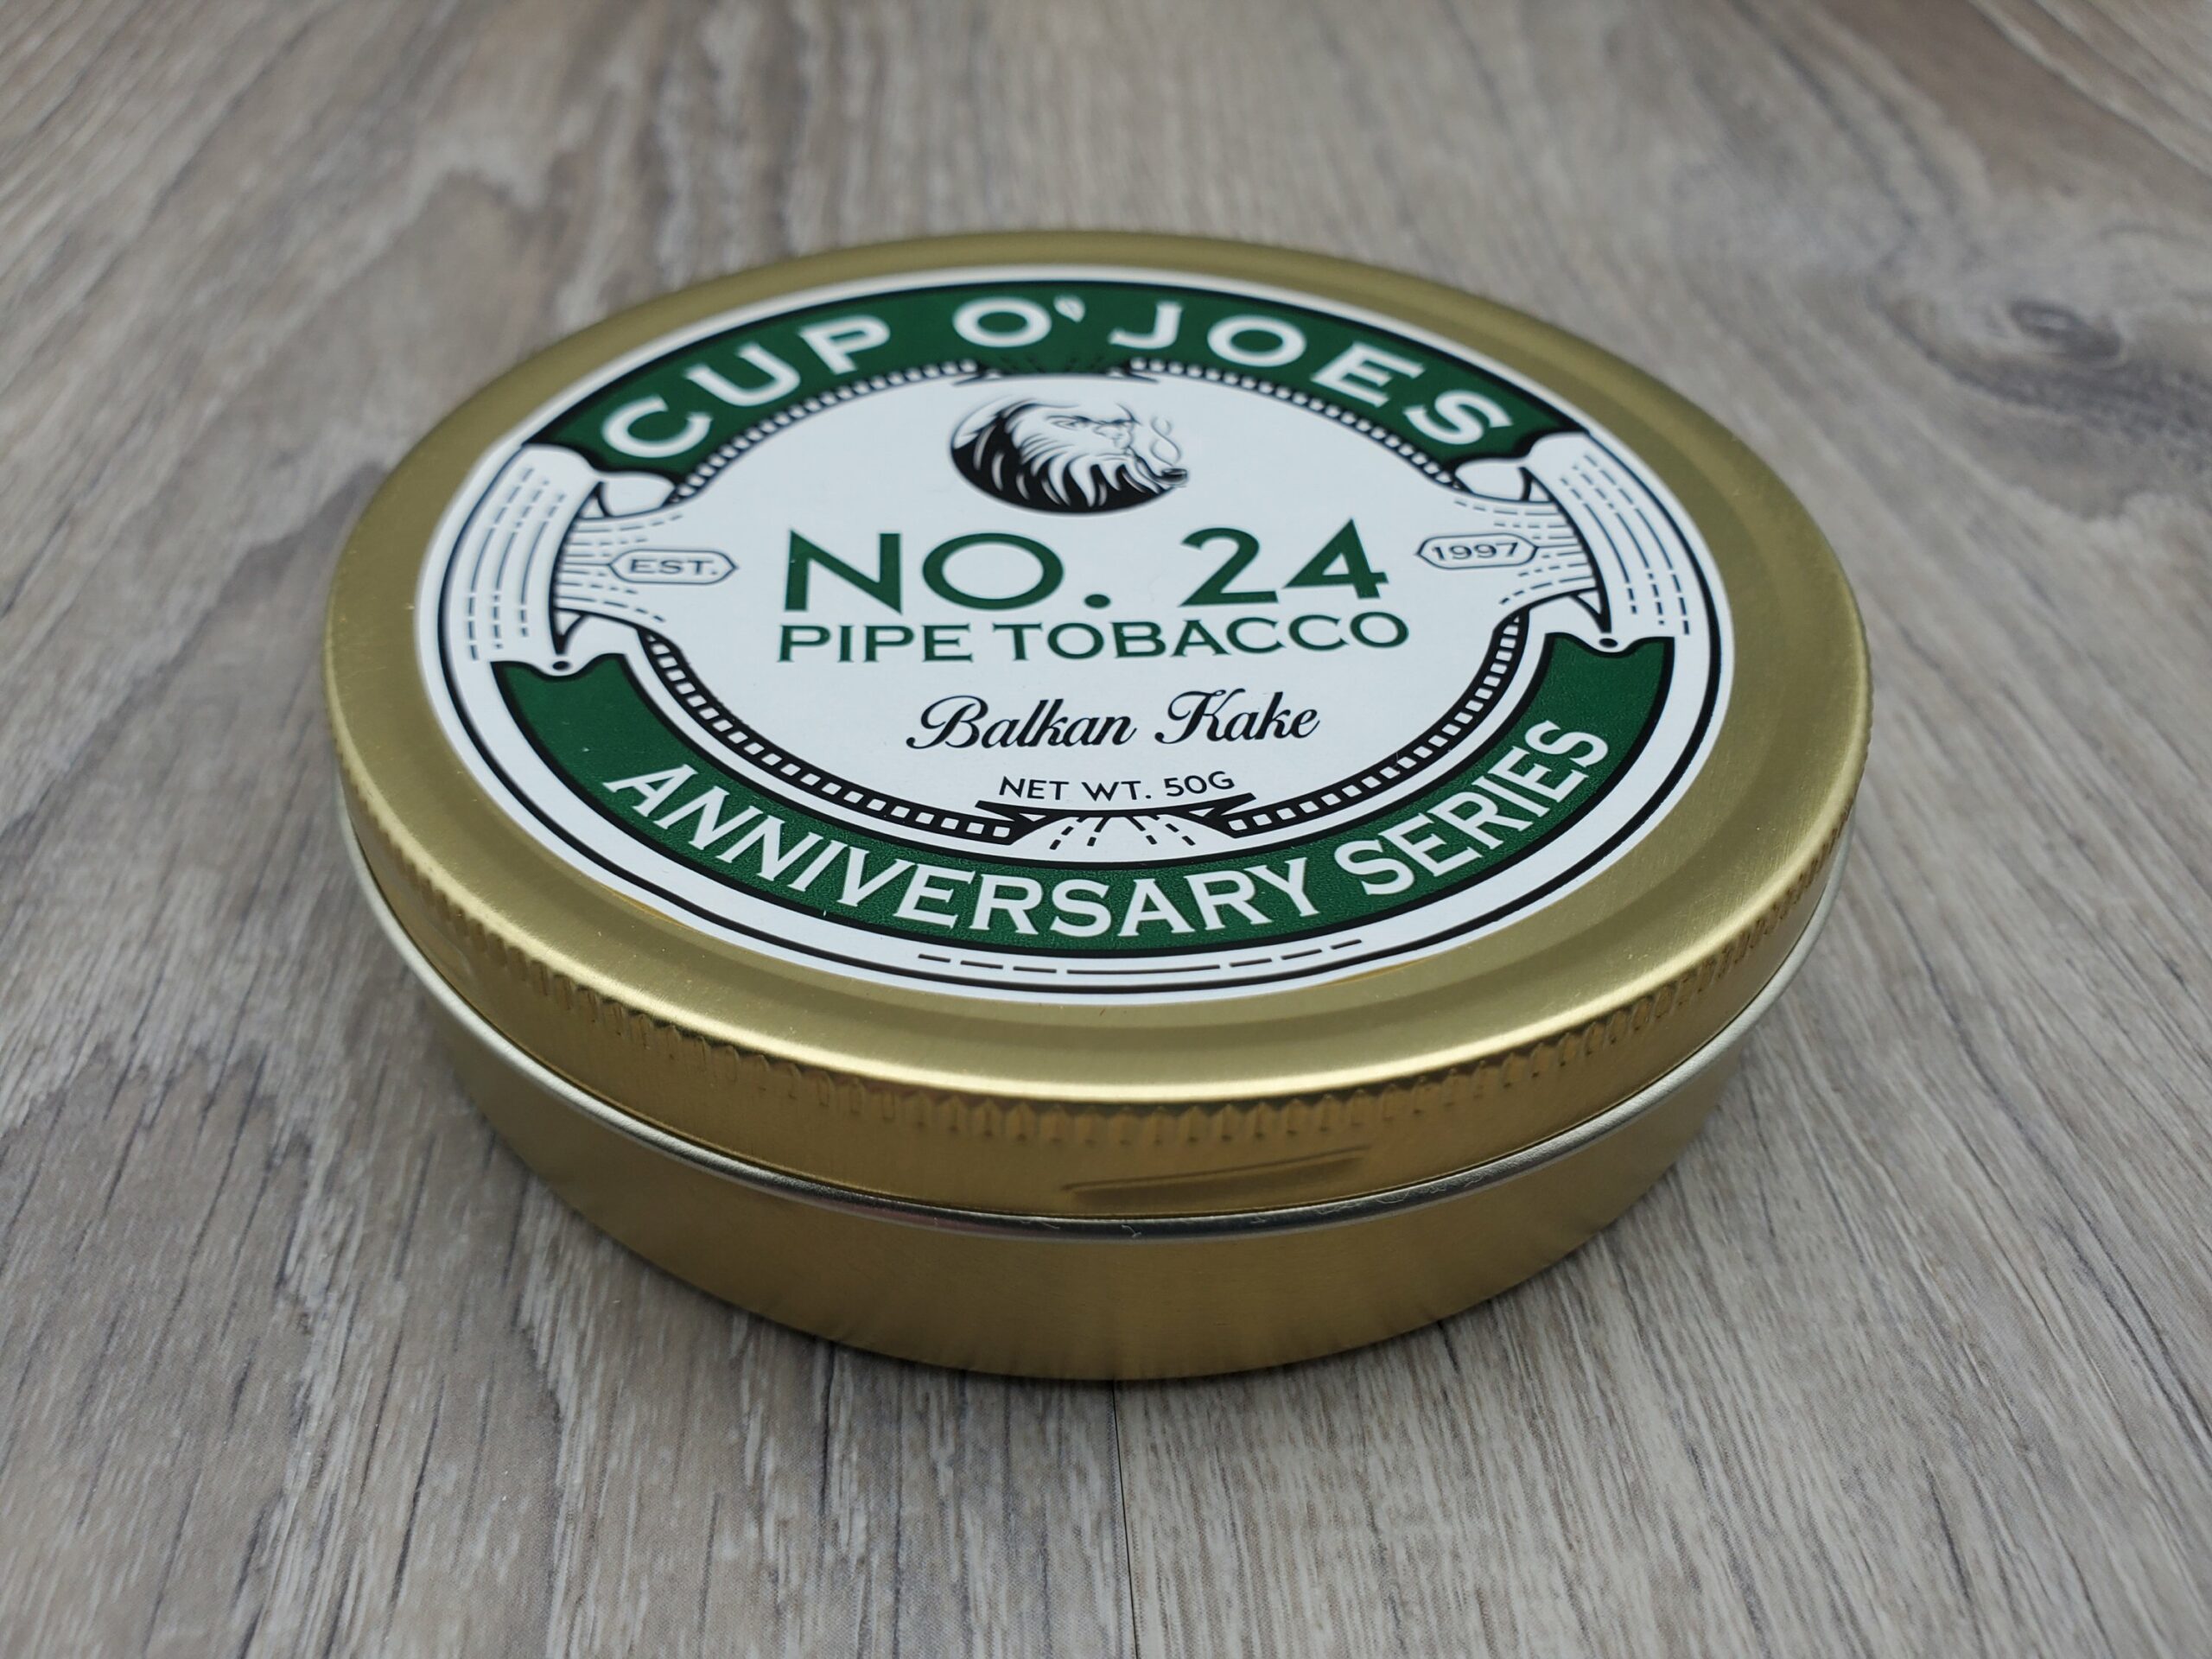 CUP O'JOES
EST.
1997
NO. 24
PIPE TOBACCO
Balkan Kake
NET WT. 50G
ANNIVERSARY SERIES